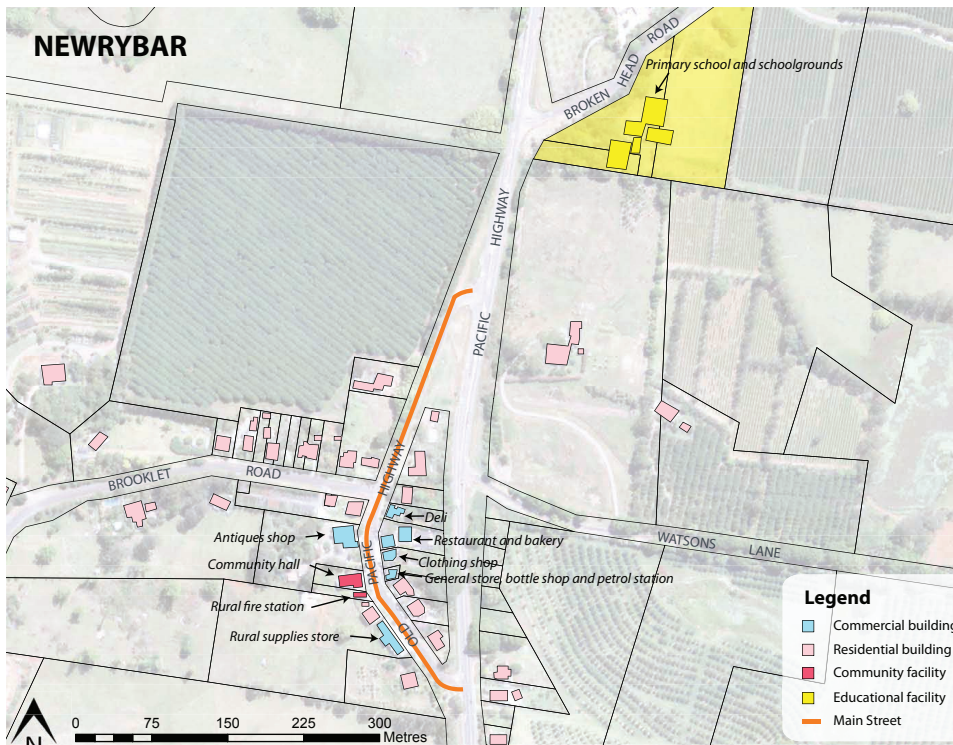 NEWRYBAR
BROKEN HEAD ROAD
Primary school and schoolgrounds
PACIFIC HIGHWAY
BROOKLET ROAD
OLD PACIFIC HIGHWAY
Deli
Antiques shop
Restaurant and bakery
WATSONS LANE
Clothing shop
Community hall
General store, bottle shop and petrol station
Rural fire station
Rural supplies store
Legend
Commercial building
Residential building
Community facility
Educational facility
Main Street
0 75 150 225 300
Metres
N